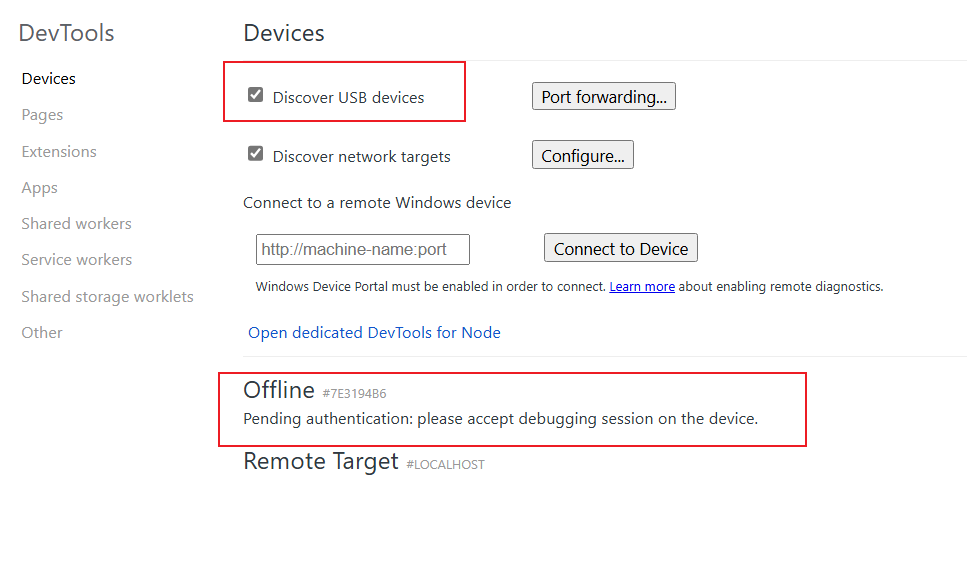 DevTools
Devices
Pages
Extensions
Apps
Shared workers
Service workers
Shared storage worklets
Other
Devices
Discover USB devices
Port forwarding...
Discover network targets
Configure...
Connect to a remote Windows device
http://machine-name:port
Connect to Device
Windows Device Portal must be enabled in order to connect. Learn more about enabling remote diagnostics.
Open dedicated DevTools for Node
Offline #7E3194B6
Pending authentication: please accept debugging session on the device.
Remote Target #LOCALHOST